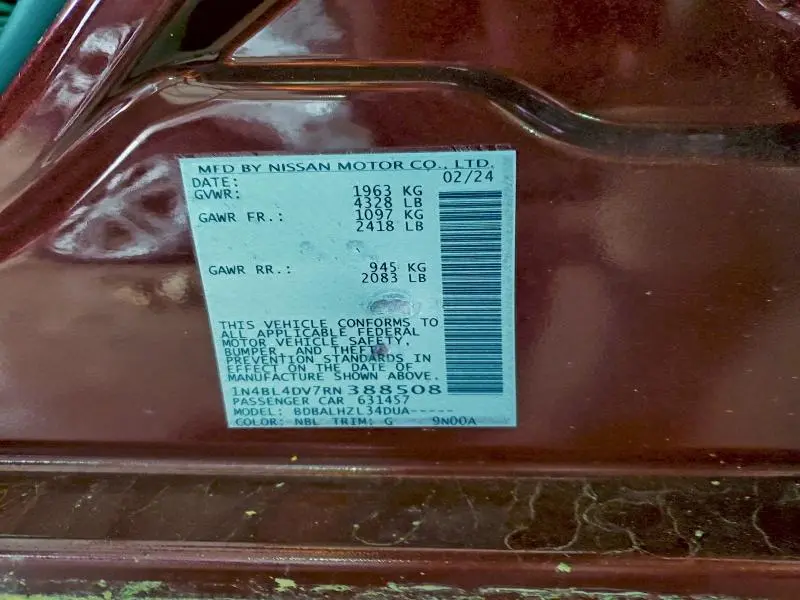 MFD BY NISSAN MOTOR CO., LTD.
DATE: 02/24
GVWR: 1963 KG
4328 LB
GAWR FR.: 1097 KG
2418 LB
GAWR RR.: 945 KG
2083 LB
THIS VEHICLE CONFORMS TO
ALL APPLICABLE FEDERAL
MOTOR VEHICLE SAFETY,
BUMPER, AND THEFT
PREVENTION STANDARDS IN
EFFECT ON THE DATE OF
MANUFACTURE SHOWN ABOVE.
1N4BL4DV7RN388508
PASSENGER CAR 631457
MODEL: BDBALHZL34DUA-----
COLOR: NBL TRIM: G 9N00A